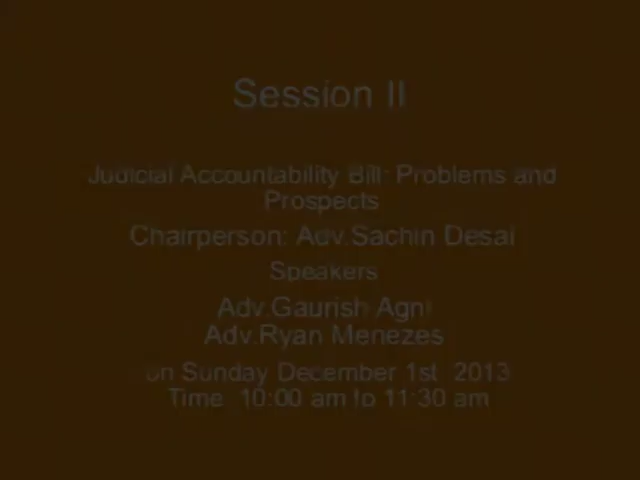 Session II
Judicial Accountability Bill: Problems and
Prospects
Chairperson: Adv.Sachin Desai
Speakers
Adv.Gaurish Agni
Adv.Ryan Menezes
on Sunday December 1st 2013
Time 10:00 am to 11:30 am